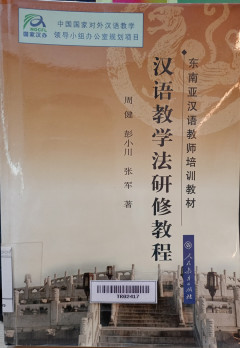 中国国家对外汉语教学
领导小组办公室规划项目
国家汉办
东南亚汉语教师培训教材
汉语教学法研修教程
周健 彭小川 张军 著
人民教育出版社